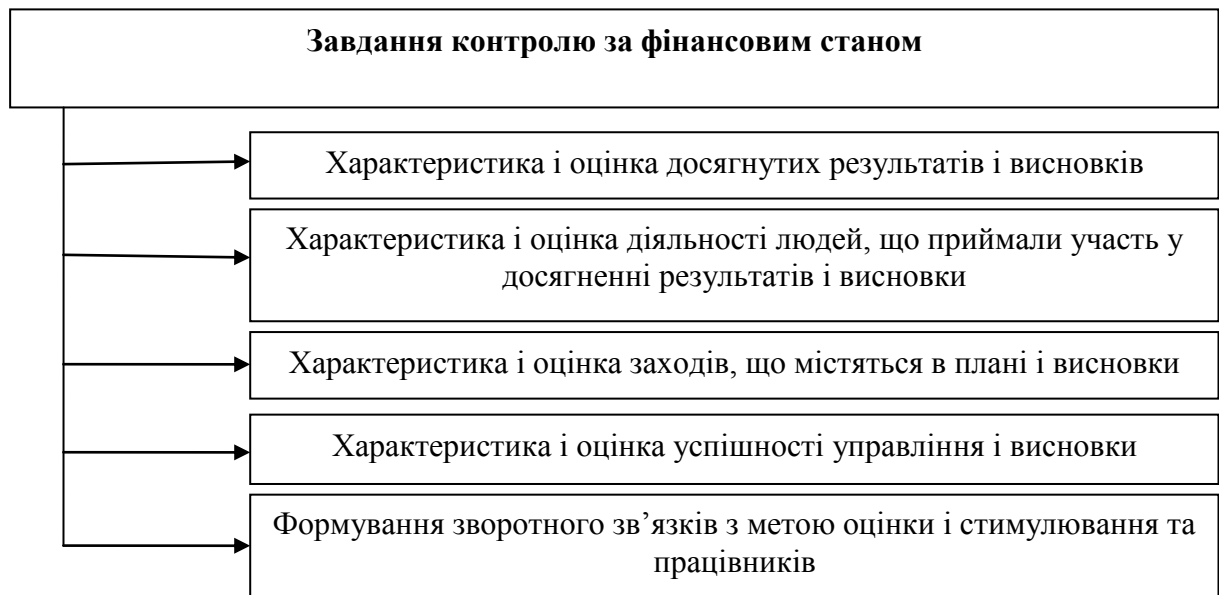 Завдання контролю за фінансовим станом
Характеристика і оцінка досягнутих результатів і висновків
Характеристика і оцінка діяльності людей, що приймали участь у
досягненні результатів і висновки
Характеристика і оцінка заходів, що містяться в плані і висновки
Характеристика і оцінка успішності управління і висновки
Формування зворотного зв’язків з метою оцінки і стимулювання та
працівників